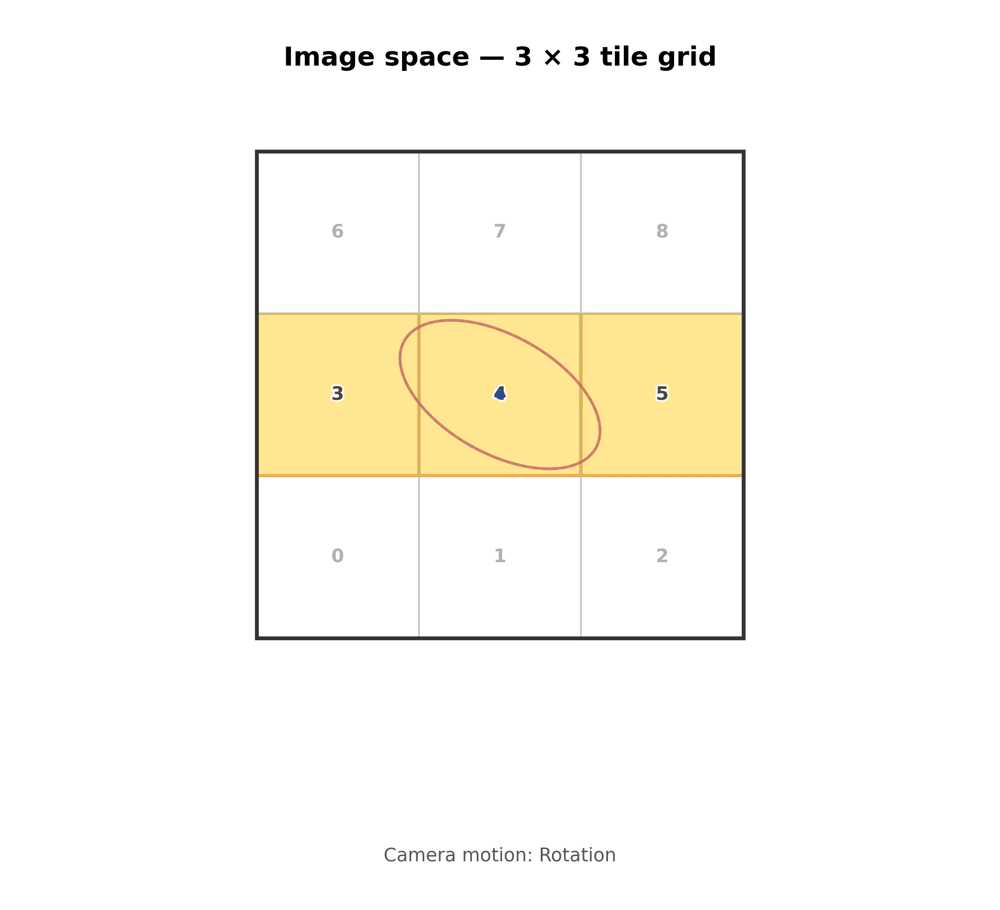 Image space — 3 × 3 tile grid
6 7 8
3 4 5
0 1 2
Camera motion: Rotation